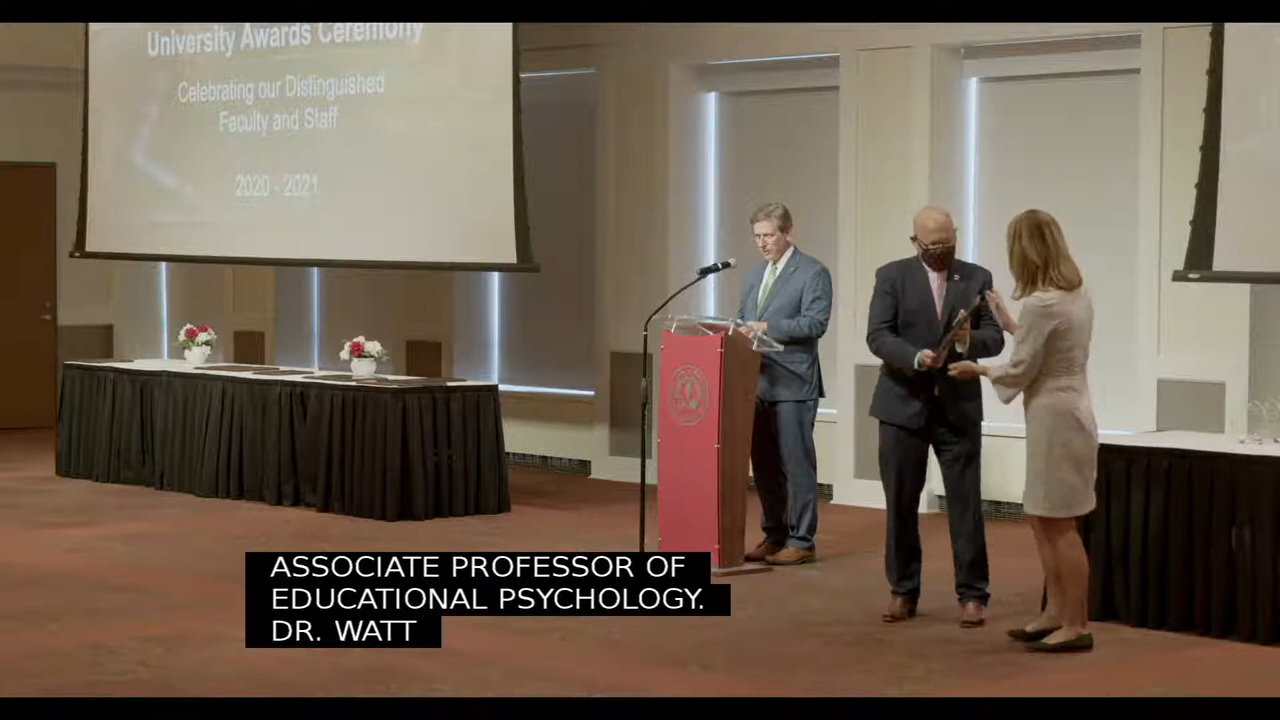 University Awards Ceremony
Celebrating our Distinguished
Faculty and Staff
2020 - 2021
ASSOCIATE PROFESSOR OF
EDUCATIONAL PSYCHOLOGY.
DR. WATT